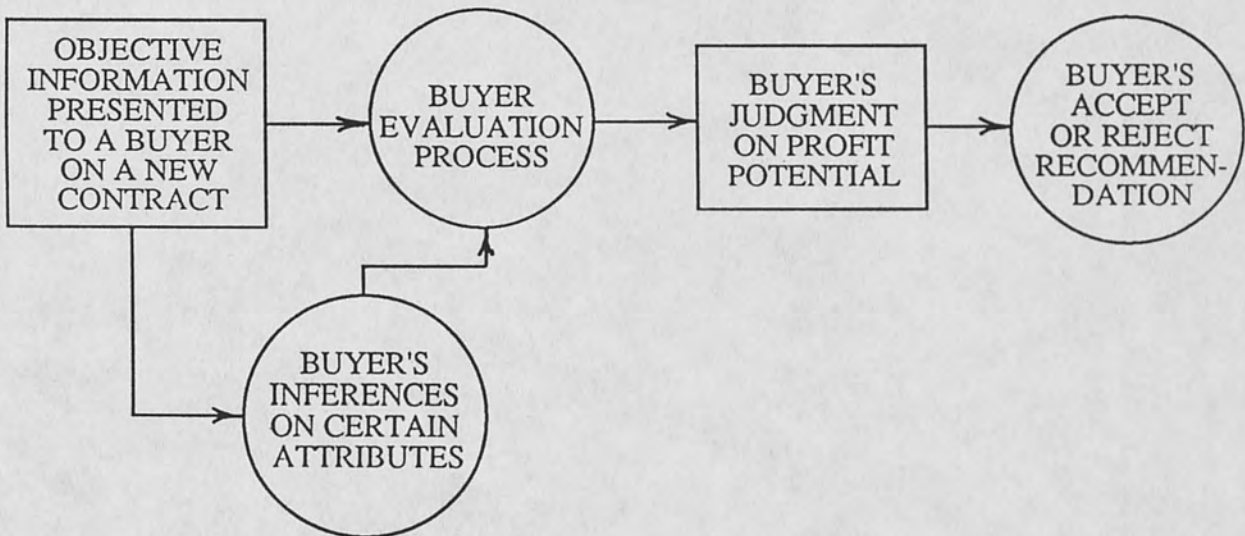 OBJECTIVE
INFORMATION
PRESENTED
TO A BUYER
ON A NEW
CONTRACT
BUYER
EVALUATION
PROCESS
BUYER'S
JUDGMENT
ON PROFIT
POTENTIAL
BUYER'S
ACCEPT
OR REJECT
RECOMMEN-
DATION
BUYER'S
INFERENCES
ON CERTAIN
ATTRIBUTES